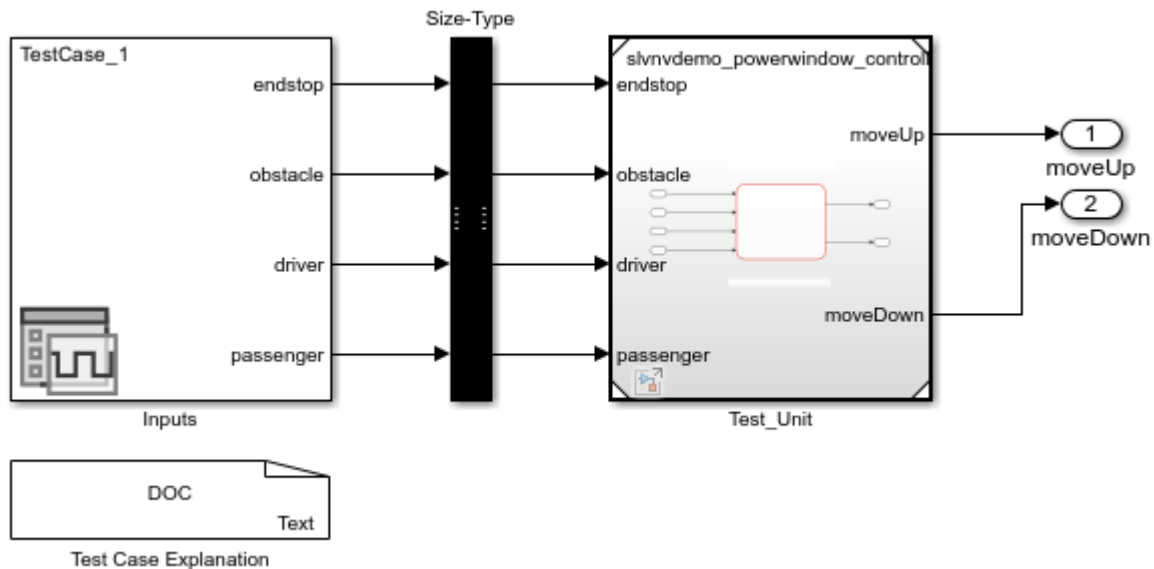 Size-Type
TestCase_1
slvnvdemo_powerwindow_controll
endstop
endstop
moveUp
1
moveUp
obstacle
obstacle
2
moveDown
driver
driver
moveDown
passenger
passenger
Inputs
Test_Unit
DOC
Text
Test Case Explanation